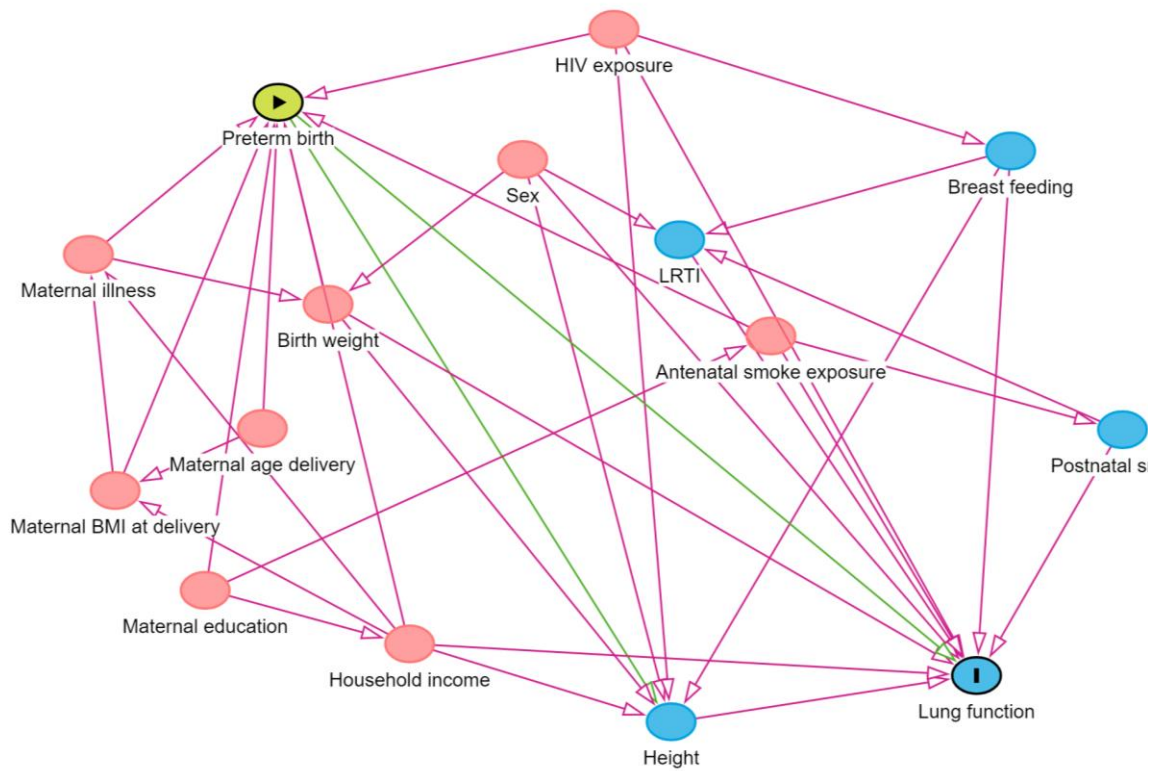 HIV exposure
Preterm birth
Sex
Breast feeding
LRTI
Maternal illness
Birth weight
Antenatal smoke exposure
Maternal age delivery
Postnatal s
Maternal BMI at delivery
Maternal education
Household income
Lung function
Height